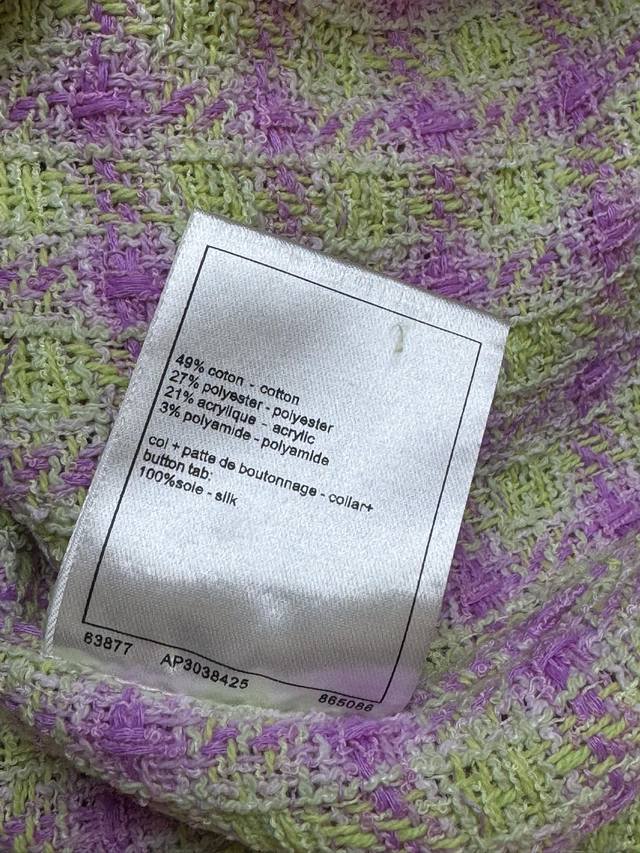 49% coton - cotton
27% polyester - polyester
21% acrylique - acrylic
3% polyamide - polyamide
col + patte de boutonnage - collar+
button tab:
100%soie - silk
63877 AP3038425 865086